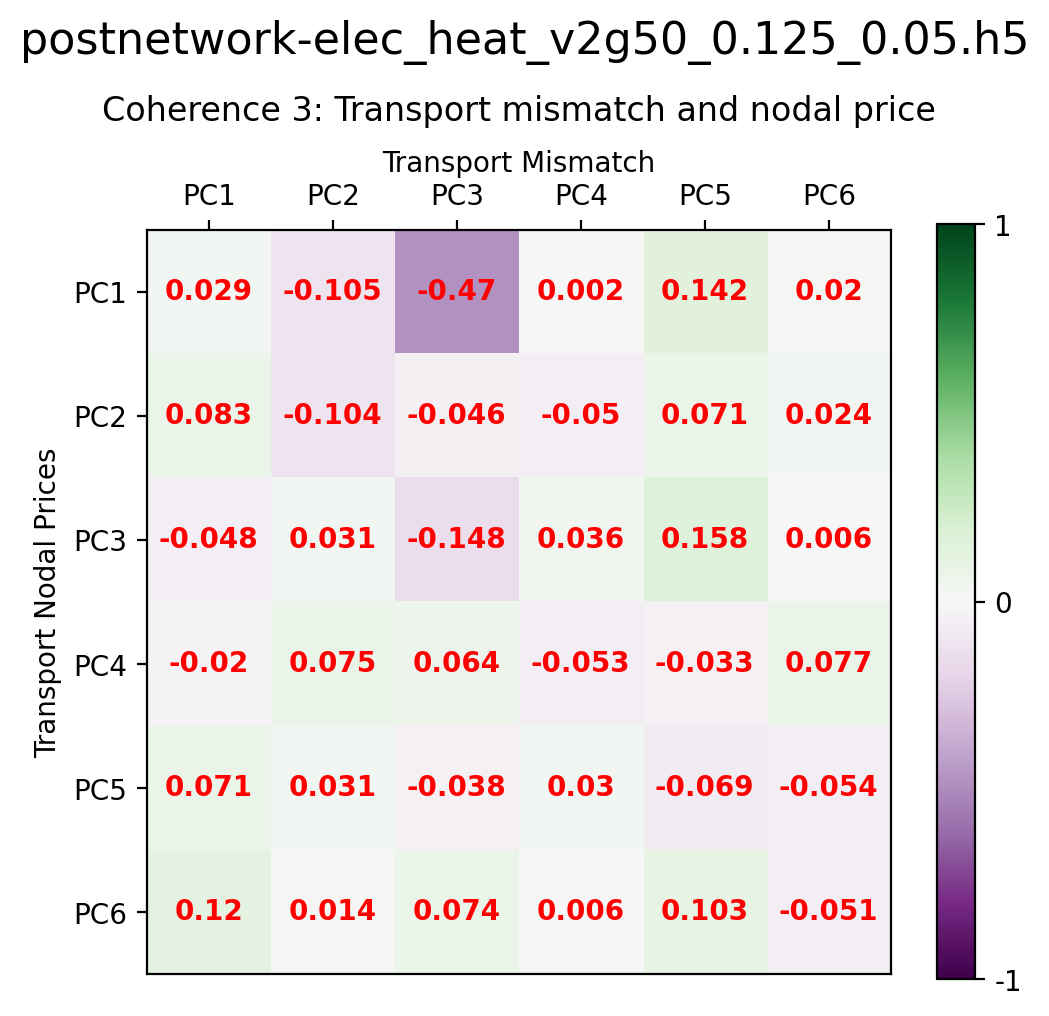 postnetwork-elec_heat_v2g50_0.125_0.05.h5
Coherence 3: Transport mismatch and nodal price
Transport Mismatch
PC1 PC2 PC3 PC4 PC5 PC6
Transport Nodal Prices
PC1 0.029 -0.105 -0.47 0.002 0.142 0.02
PC2 0.083 -0.104 -0.046 -0.05 0.071 0.024
PC3 -0.048 0.031 -0.148 0.036 0.158 0.006
PC4 -0.02 0.075 0.064 -0.053 -0.033 0.077
PC5 0.071 0.031 -0.038 0.03 -0.069 -0.054
PC6 0.12 0.014 0.074 0.006 0.103 -0.051
1
0
-1